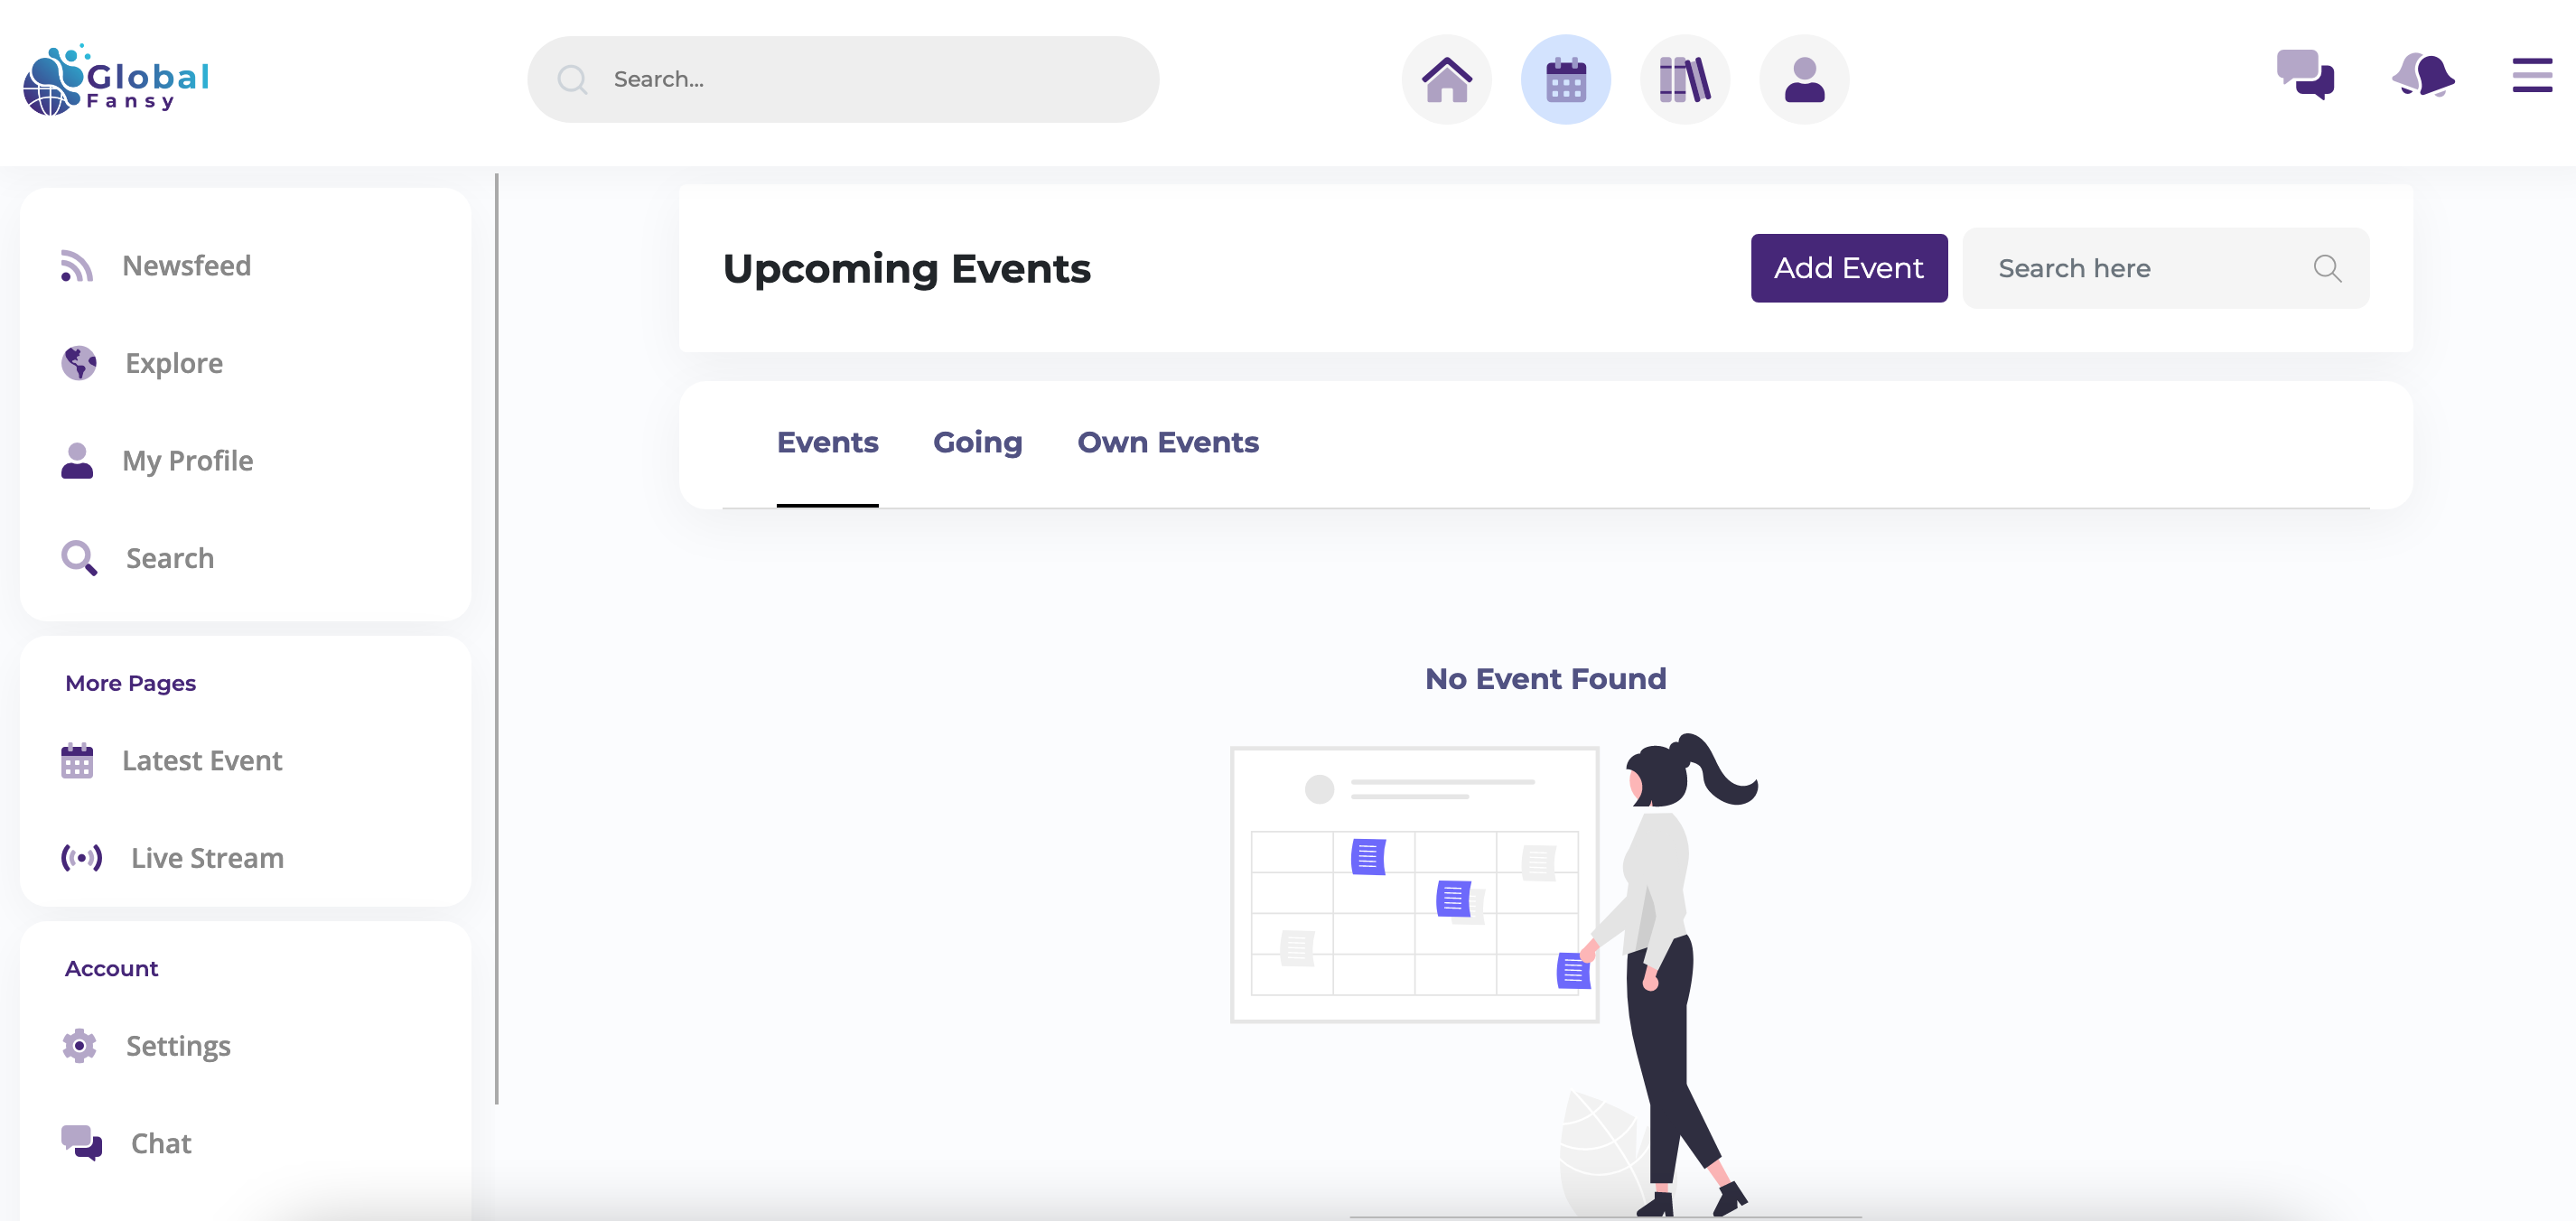 Global
Fansy
Search...
Newsfeed
Explore
My Profile
Search
More Pages
Latest Event
Live Stream
Account
Settings
Chat
Upcoming Events
Add Event
Search here
Events
Going
Own Events
No Event Found